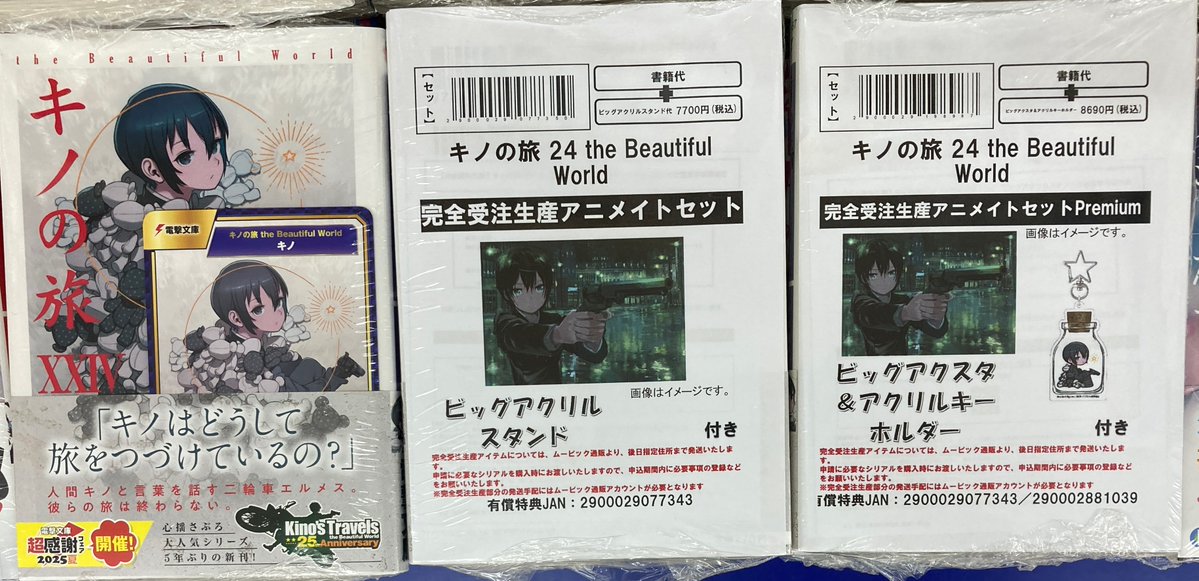 the Beautiful World
キノの旅
XXIV
電撃文庫
キノの旅 the Beautiful World
キノ
「キノはどうして
旅をつづけているの?」
人間キノと言葉を話す二輪車エルメス。
彼らの旅は終わらない。
電撃文庫
超感謝フェア
2025夏
開催!
心揺さぶる
大人気シリーズ
5年ぶりの新刊!
Kino's Travels
the Beautiful World
25th Anniversary
【セット】
書籍代
ビッグアクリルスタンド代 7700円(税込)
キノの旅 24 the Beautiful
World
完全受注生産アニメイトセット
画像はイメージです。
ビッグアクリル
スタンド
付き
完全受注生産アイテムについては、ムービック通販より、後日指定住所まで発送いたしま
す。
申請に必要なシリアルを購入時にお渡しいたしますので、申込期間内に必要事項の登録など
をお願いいたします。
※完全受注生産部分の発送手配にはムービック通販アカウントが必要となります
有償特典JAN:2900029077343
【セット】
書籍代
ビッグアクスタ&アクリルキーホルダー 8690円(税込)
キノの旅 24 the Beautiful
World
完全受注生産アニメイトセットPremium
画像はイメージです。
ビッグアクスタ
&アクリルキー
ホルダー
付き
完全受注生産アイテムについては、ムービック通販より、後日指定住所まで発送いたしま
す。
申請に必要なシリアルを購入時にお渡しいたしますので、申込期間内に必要事項の登録など
をお願いいたします。
※完全受注生産部分の発送手配にはムービック通販アカウントが必要となります
有償特典JAN:2900029077343/290002881039